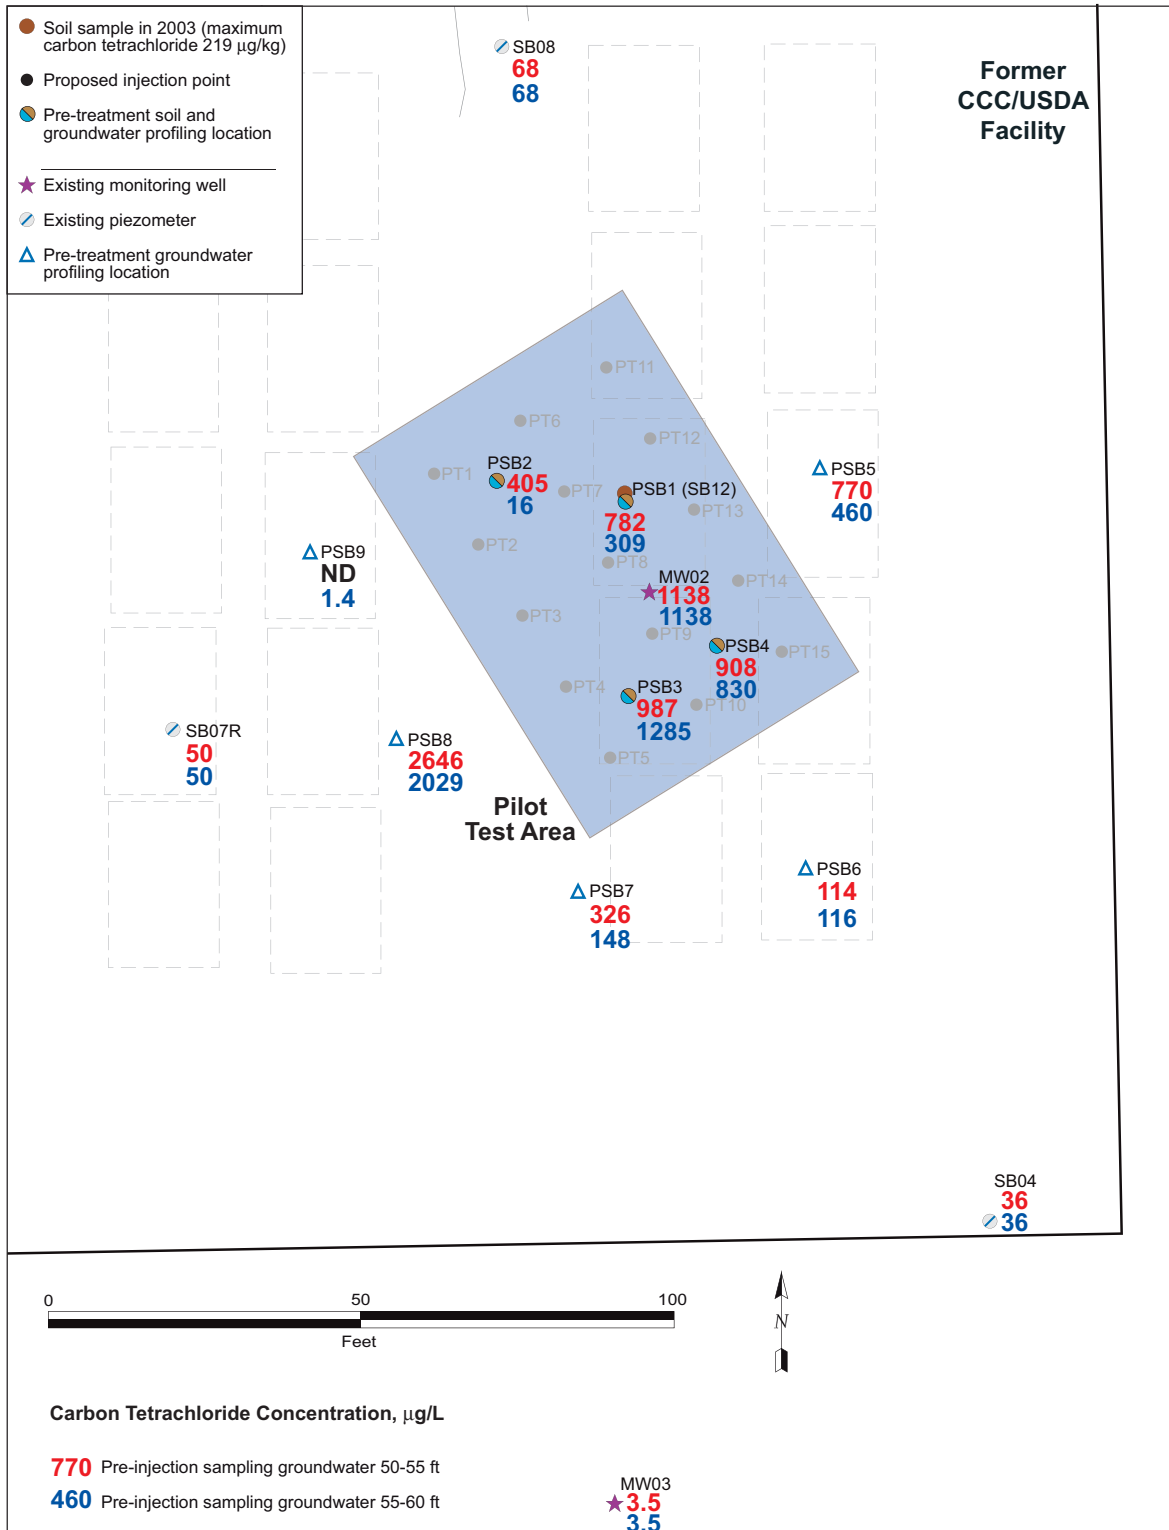 Soil sample in 2003 (maximum
carbon tetrachloride 219 µg/kg)
Proposed injection point
Pre-treatment soil and
groundwater profiling location
Existing monitoring well
Existing piezometer
Pre-treatment groundwater
profiling location
SB08
68
68
Former
CCC/USDA
Facility
PT11
PT6
PT12
PT1
PSB2
405
16
PT7
PSB1 (SB12)
782
309
PT13
PSB5
770
460
PT2
PT8
PSB9
ND
1.4
MW02
1138
1138
PT14
PT3
PT9
PSB4
908
830
PT15
PT4
PSB3
987
1285
PT10
SB07R
50
50
PSB8
2646
2029
PT5
Pilot
Test Area
PSB7
326
148
PSB6
114
116
SB04
36
36
0 50 100
Feet
N
Carbon Tetrachloride Concentration, µg/L
770 Pre-injection sampling groundwater 50-55 ft
460 Pre-injection sampling groundwater 55-60 ft
MW03
3.5
3.5